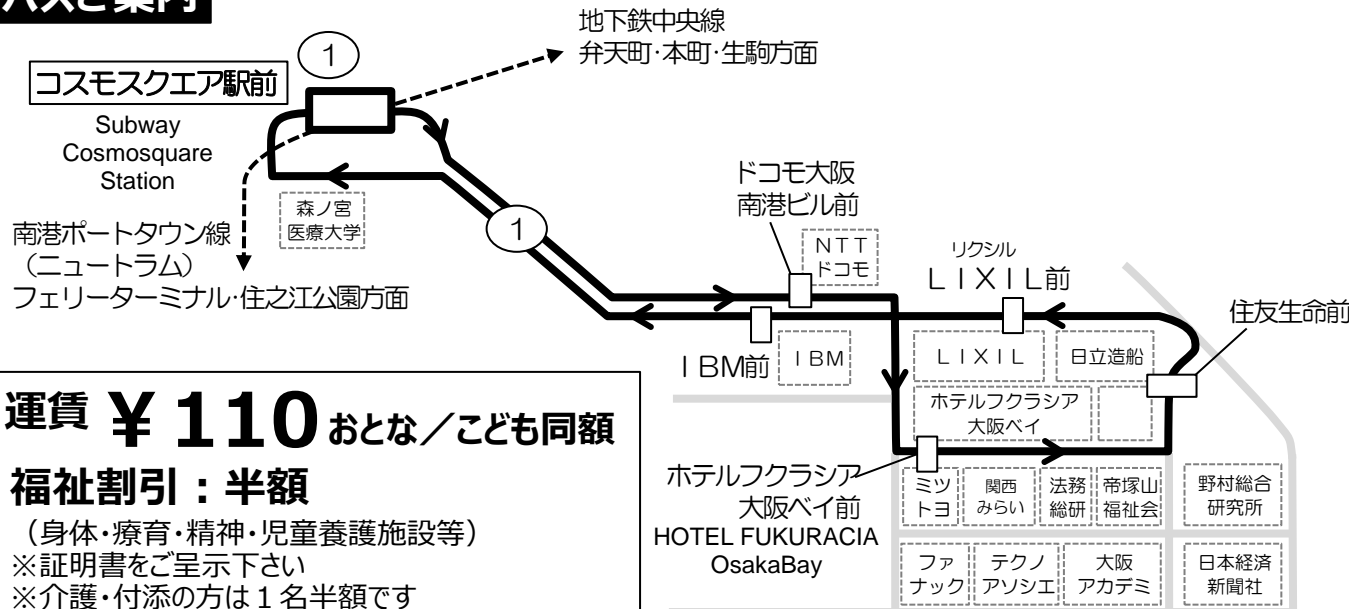 バスご案内
①
地下鉄中央線
弁天町･本町･生駒方面
コスモスクエア駅前
Subway
Cosmosquare
Station
森ノ宮
医療大学
南港ポートタウン線
（ニュートラム）
フェリーターミナル･住之江公園方面
①
ドコモ大阪
南港ビル前
ＮＴＴ
ドコモ
リクシル
ＬＩＸＩＬ前
住友生命前
ＩＢＭ前
ＩＢＭ
ＬＩＸＩＬ
日立造船
ホテルフクラシア
大阪ベイ
ホテルフクラシア
大阪ベイ前
HOTEL FUKURACIA
OsakaBay
ミツ
トヨ
関西
みらい
法務
総研
帝塚山
福祉会
野村総合
研究所
ファ
ナック
テクノ
アソシエ
大阪
アカデミ
日本経済
新聞社
運賃 ￥１１０ おとな／こども同額
福祉割引：半額
（身体･療育･精神･児童養護施設等）
※証明書をご呈示下さい
※介護･付添の方は１名半額です